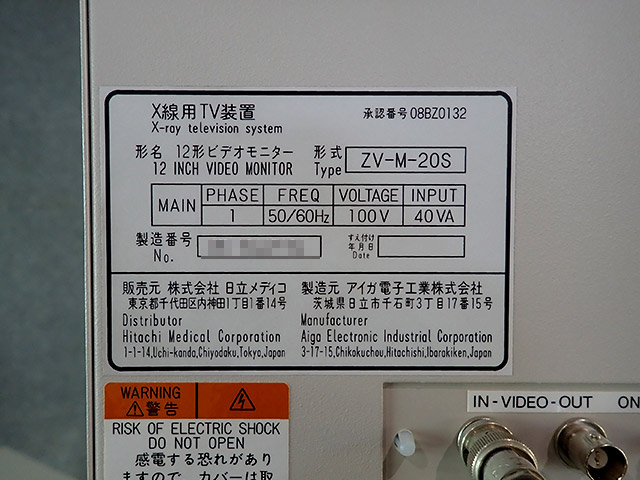 X線用TV装置 承認番号 08BZ0132
X-ray television system
形名 12形ビデオモニター 形式
12 INCH VIDEO MONITOR Type ZV-M-20S
MAIN PHASE FREQ VOLTAGE INPUT
1 50/60Hz 100V 40VA
製造番号 すえ付け
年月日
No. Date
販売元 株式会社 日立メディコ 製造元 アイガ電子工業株式会社
東京都千代田区内神田1丁目1番14号 茨城県日立市千石町3丁目17番15号
Distributor Manufacturer
Hitachi Medical Corporation Aiga Electronic Industrial Corporation
1-1-14,Uchi-kanda,Chiyodaku,Tokyo,Japan 3-17-15,Chikokuchou,Hitachishi,Ibarakiken,Japan
WARNING
警告
RISK OF ELECTRIC SHOCK
DO NOT OPEN
感電する恐れがあり
ますので、カバーは取
IN-VIDEO-OUT ON